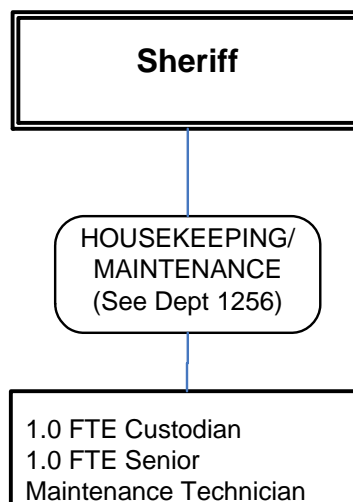 Sheriff
HOUSEKEEPING/
MAINTENANCE
(See Dept 1256)
1.0 FTE Custodian
1.0 FTE Senior
Maintenance Technician